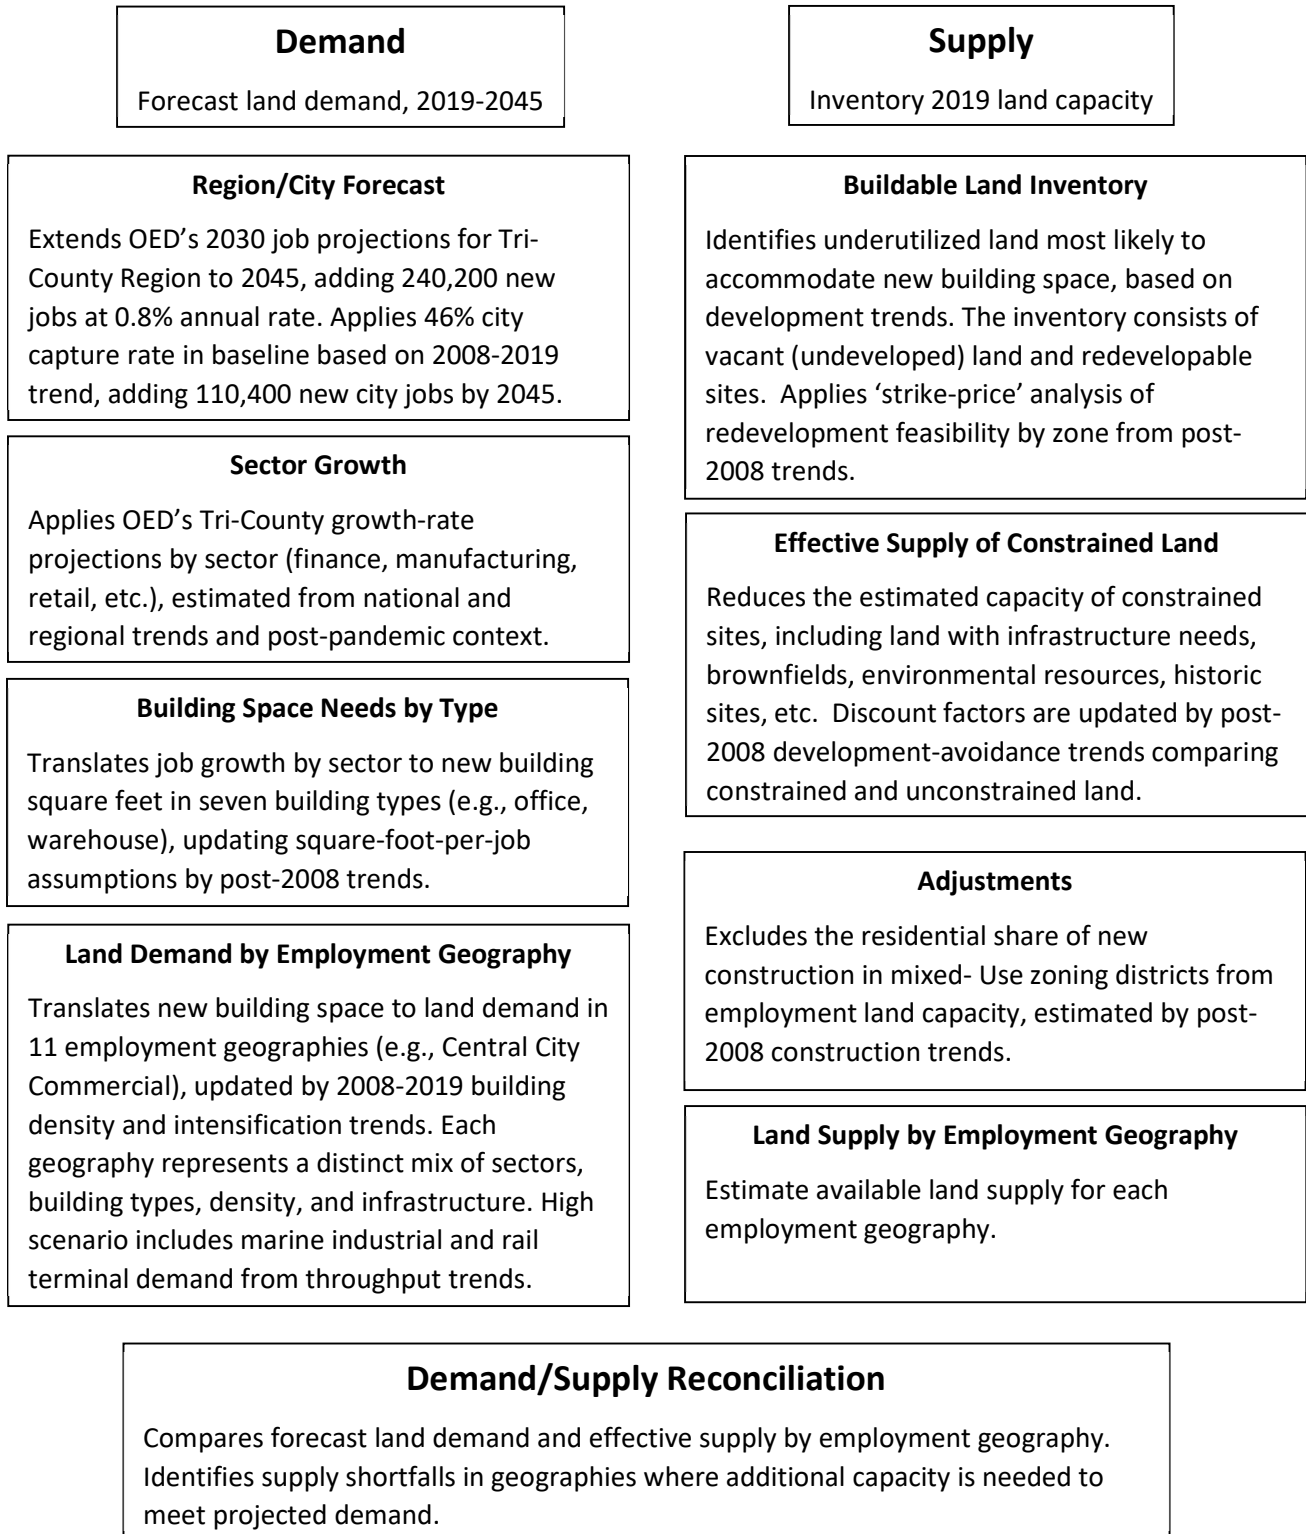 Demand
Forecast land demand, 2019-2045
Region/City Forecast
Extends OED’s 2030 job projections for Tri-
County Region to 2045, adding 240,200 new
jobs at 0.8% annual rate. Applies 46% city
capture rate in baseline based on 2008-2019
trend, adding 110,400 new city jobs by 2045.
Sector Growth
Applies OED’s Tri-County growth-rate
projections by sector (finance, manufacturing,
retail, etc.), estimated from national and
regional trends and post-pandemic context.
Building Space Needs by Type
Translates job growth by sector to new building
square feet in seven building types (e.g., office,
warehouse), updating square-foot-per-job
assumptions by post-2008 trends.
Land Demand by Employment Geography
Translates new building space to land demand in
11 employment geographies (e.g., Central City
Commercial), updated by 2008-2019 building
density and intensification trends. Each
geography represents a distinct mix of sectors,
building types, density, and infrastructure. High
scenario includes marine industrial and rail
terminal demand from throughput trends.
Supply
Inventory 2019 land capacity
Buildable Land Inventory
Identifies underutilized land most likely to
accommodate new building space, based on
development trends. The inventory consists of
vacant (undeveloped) land and redevelopable
sites.  Applies ‘strike-price’ analysis of
redevelopment feasibility by zone from post-
2008 trends.
Effective Supply of Constrained Land
Reduces the estimated capacity of constrained
sites, including land with infrastructure needs,
brownfields, environmental resources, historic
sites, etc.  Discount factors are updated by post-
2008 development-avoidance trends comparing
constrained and unconstrained land.
Adjustments
Excludes the residential share of new
construction in mixed- Use zoning districts from
employment land capacity, estimated by post-
2008 construction trends.
Land Supply by Employment Geography
Estimate available land supply for each
employment geography.
Demand/Supply Reconciliation
Compares forecast land demand and effective supply by employment geography.
Identifies supply shortfalls in geographies where additional capacity is needed to
meet projected demand.